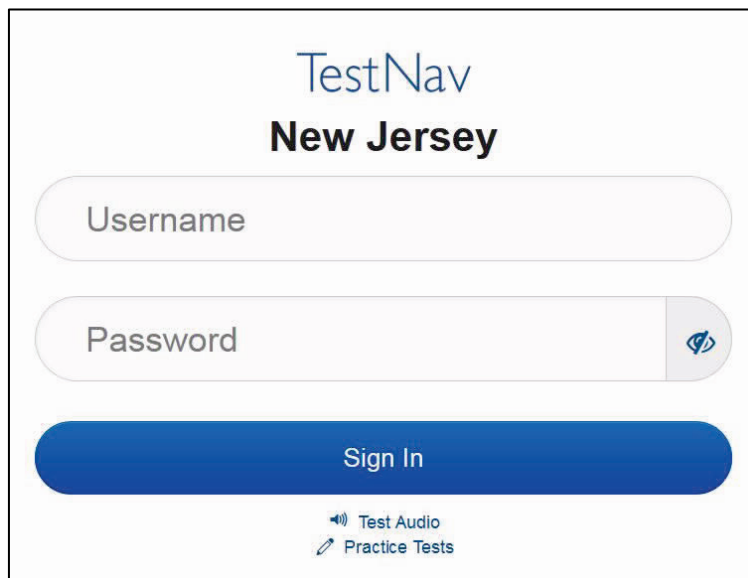 TestNav
New Jersey
Username
Password
Sign In
Test Audio
Practice Tests